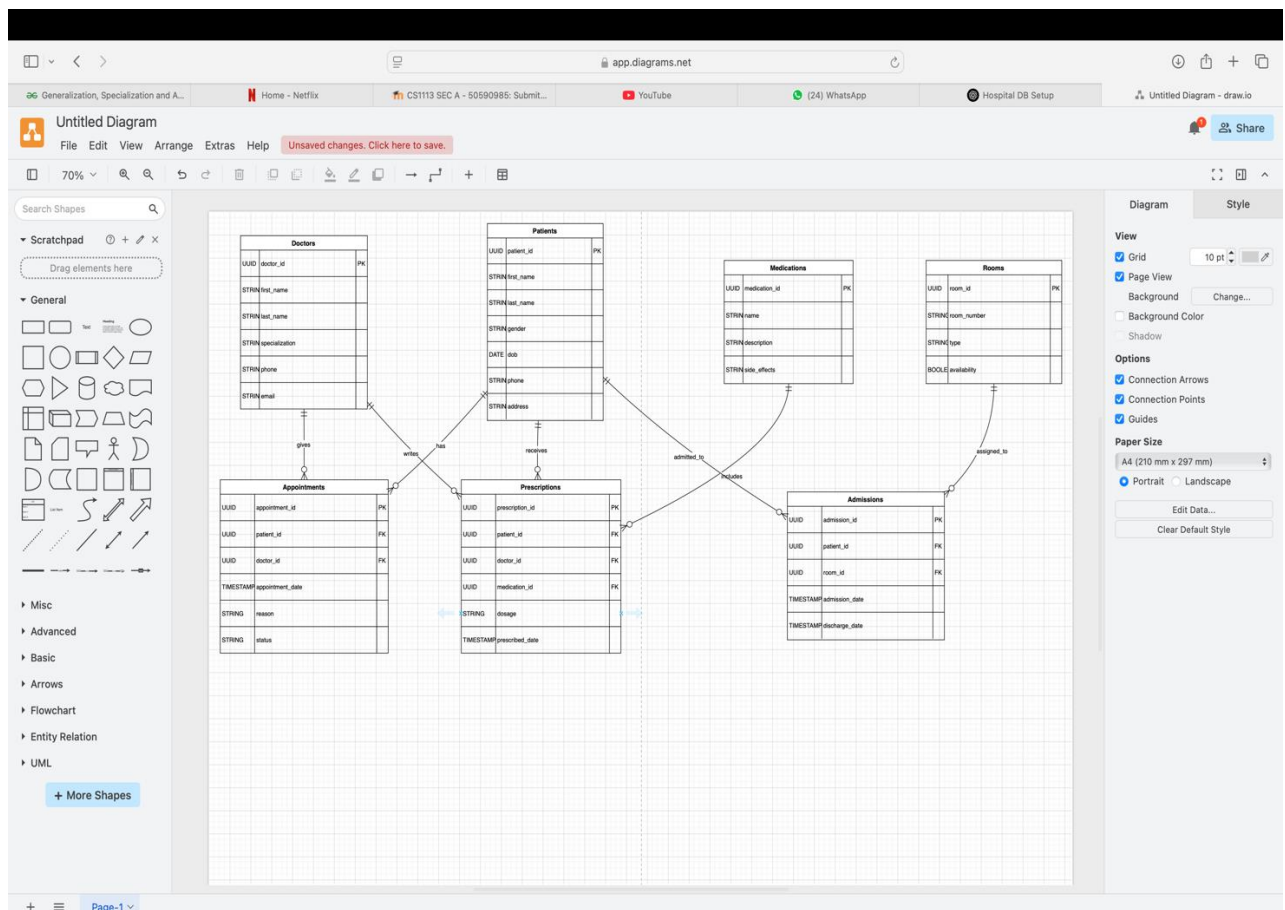 app.diagrams.net
Generalization, Specialization and A...
Home - Netflix
CS1113 SEC A - 50590985: Submit...
YouTube
(24) WhatsApp
Hospital DB Setup
Untitled Diagram - draw.io
Untitled Diagram
File Edit View Arrange Extras Help
Unsaved changes. Click here to save.
1
Share
70%
Search Shapes
Scratchpad
Drag elements here
General
Text
Heading
List Item
Misc
Advanced
Basic
Arrows
Flowchart
Entity Relation
UML
+ More Shapes
Doctors
UUID doctor_id PK
STRIN first_name
STRIN last_name
STRIN specialization
STRIN phone
STRIN email
Patients
UUID patient_id PK
STRIN first_name
STRIN last_name
STRIN gender
DATE dob
STRIN phone
STRIN address
Medications
UUID medication_id PK
STRIN name
STRIN description
STRIN side_effects
Rooms
UUID room_id PK
STRING room_number
STRING type
BOOLE availability
gives
writes
has
receives
admitted_to
includes
assigned_to
Appointments
UUID appointment_id PK
UUID patient_id FK
UUID doctor_id FK
TIMESTAMP appointment_date
STRING reason
STRING status
Prescriptions
UUID prescription_id PK
UUID patient_id FK
UUID doctor_id FK
UUID medication_id FK
STRING dosage
TIMESTAMP prescribed_date
Admissions
UUID admission_id PK
UUID patient_id FK
UUID room_id FK
TIMESTAMP admission_date
TIMESTAMP discharge_date
Diagram Style
View
Grid 10 pt
Page View
Background Change...
Background Color
Shadow
Options
Connection Arrows
Connection Points
Guides
Paper Size
A4 (210 mm x 297 mm)
Portrait Landscape
Edit Data...
Clear Default Style
Page-1